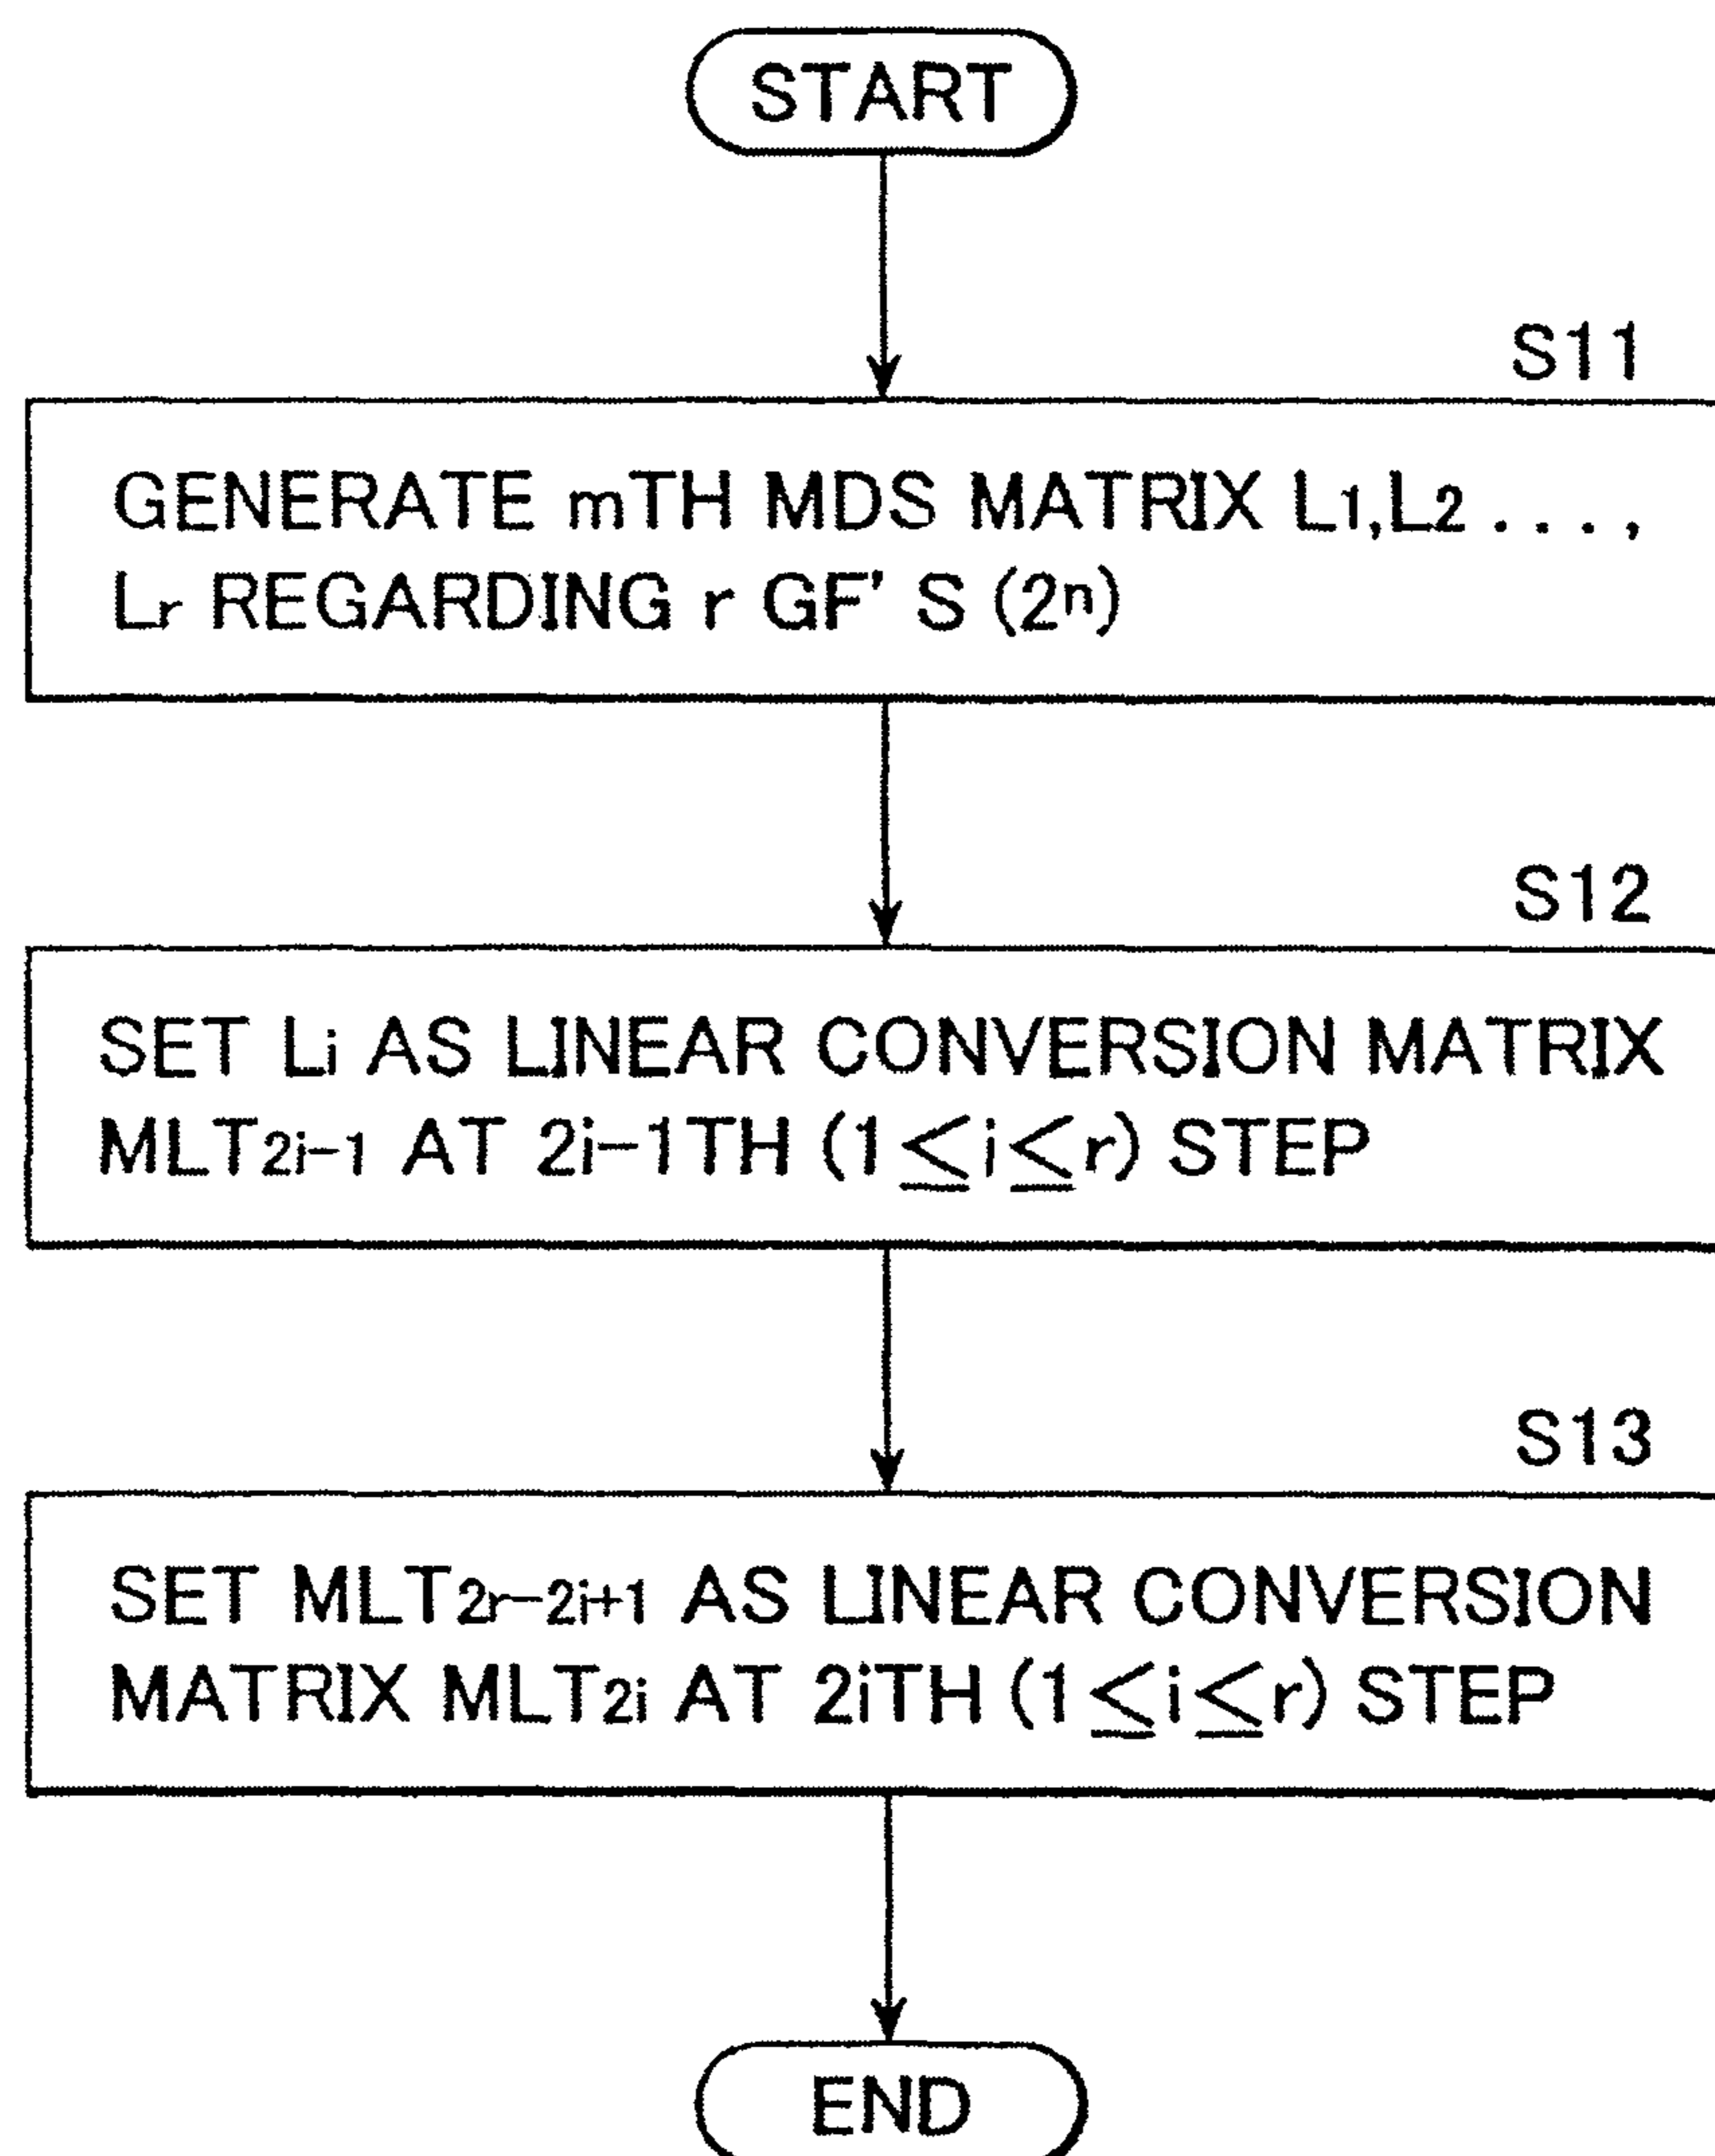 START
S11
GENERATE mTH MDS MATRIX L₁,L₂ . . . ,
Lᵣ REGARDING r GF' S (2ⁿ)
S12
SET Lᵢ AS LINEAR CONVERSION MATRIX
MLT₂ᵢ₋₁ AT 2i-1TH (1≦i≦r) STEP
S13
SET MLT₂ᵣ₋₂ᵢ₊₁ AS LINEAR CONVERSION
MATRIX MLT₂ᵢ AT 2iTH (1≦i≦r) STEP
END